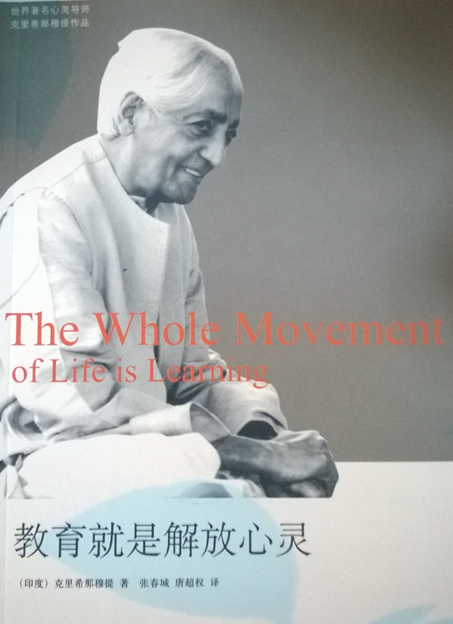 世界著名心灵导师
克里希那穆提作品
The Whole Movement
of Life is Learning
教育就是解放心灵
（印度）克里希那穆提 著 张春城 唐超权 译